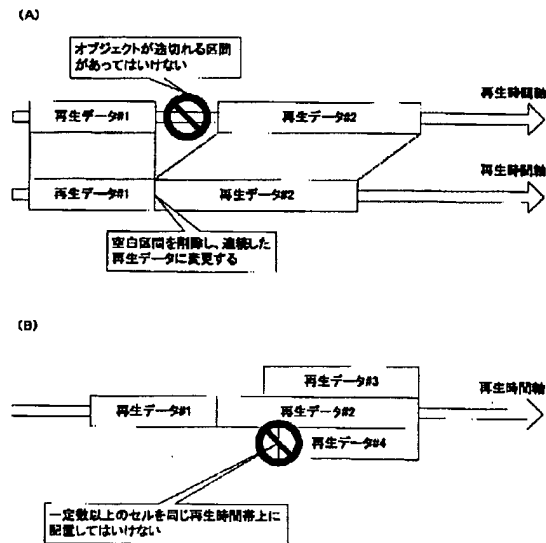 (A)
オブジェクトが途切れる区間
があってはいけない
再生時間軸
再生データ#1
再生データ#2
再生時間軸
再生データ#1
再生データ#2
空白区間を削除し、連続した
再生データに変更する
(B)
再生データ#3
再生時間軸
再生データ#1
再生データ#2
再生データ#4
一定数以上のセルを同じ再生時間帯上に
配置してはいけない